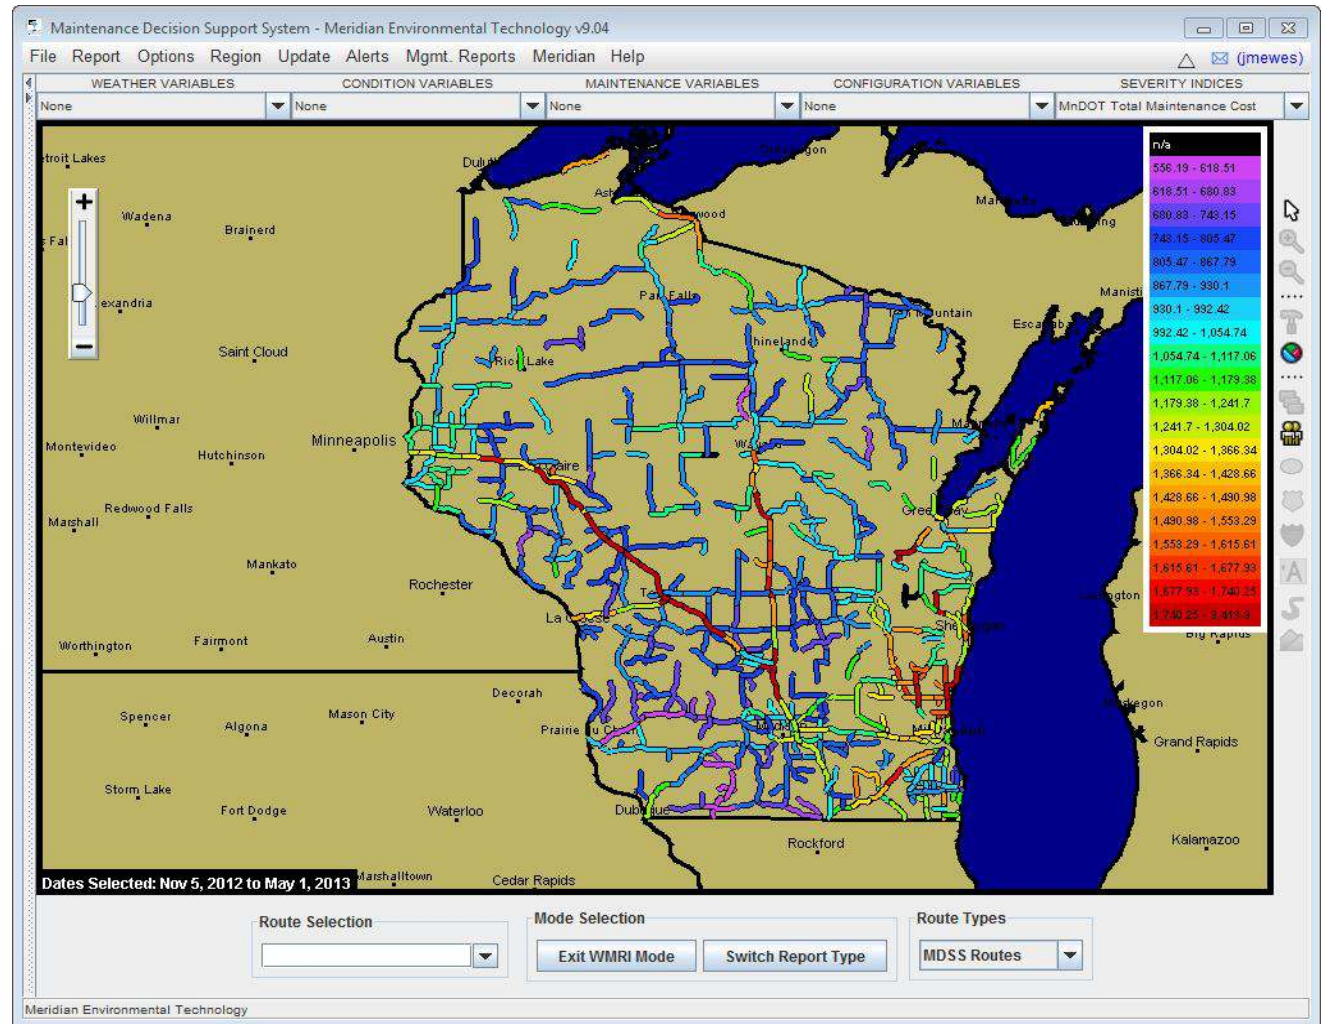 Maintenance Decision Support System - Meridian Environmental Technology v9.04
File Report Options Region Update Alerts Mgmt. Reports Meridian Help
(jmewes)
WEATHER VARIABLES CONDITION VARIABLES MAINTENANCE VARIABLES CONFIGURATION VARIABLES SEVERITY INDICES
None None None None MnDOT Total Maintenance Cost
n/a
556.19 - 618.51
618.51 - 680.83
680.83 - 743.15
743.15 - 805.47
805.47 - 867.79
867.79 - 930.1
930.1 - 992.42
992.42 - 1,054.74
1,054.74 - 1,117.06
1,117.06 - 1,179.38
1,179.38 - 1,241.7
1,241.7 - 1,304.02
1,304.02 - 1,366.34
1,366.34 - 1,428.66
1,428.66 - 1,490.98
1,490.98 - 1,553.29
1,553.29 - 1,615.61
1,615.61 - 1,677.93
1,677.93 - 1,740.25
troit Lakes
Wadena
Brainerd
exandria
Manisti
Saint Cloud
Rice Lake
Willmar
Minneapolis
Montevideo
Hutchinson
Redwood Falls
Marshall
Mankato
Rochester
Worthington
Fairmont
Austin
Big Rapids
Decorah
Spencer
Algona
Mason City
Prairie
Grand Rapids
Storm Lake
Fort Dodge
Waterloo
Rockford
Kalamazoo
Dates Selected: Nov 5, 2012 to May 1, 2013
Marshalltown
Cedar Rapids
Route Selection
Mode Selection
Route Types
Exit WMRI Mode
Switch Report Type
MDSS Routes
Meridian Environmental Technology